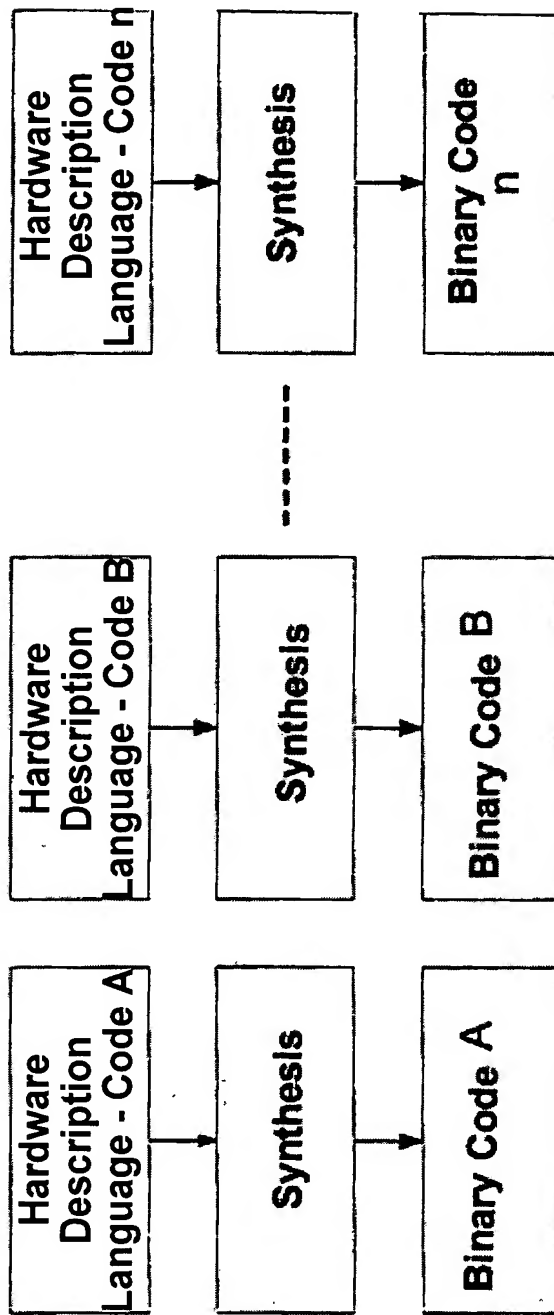 Hardware
Description
Language - Code A
Hardware
Description
Language - Code B
Hardware
Description
Language - Code n
Synthesis
Synthesis
Synthesis
Binary Code A
Binary Code B
Binary Code
n